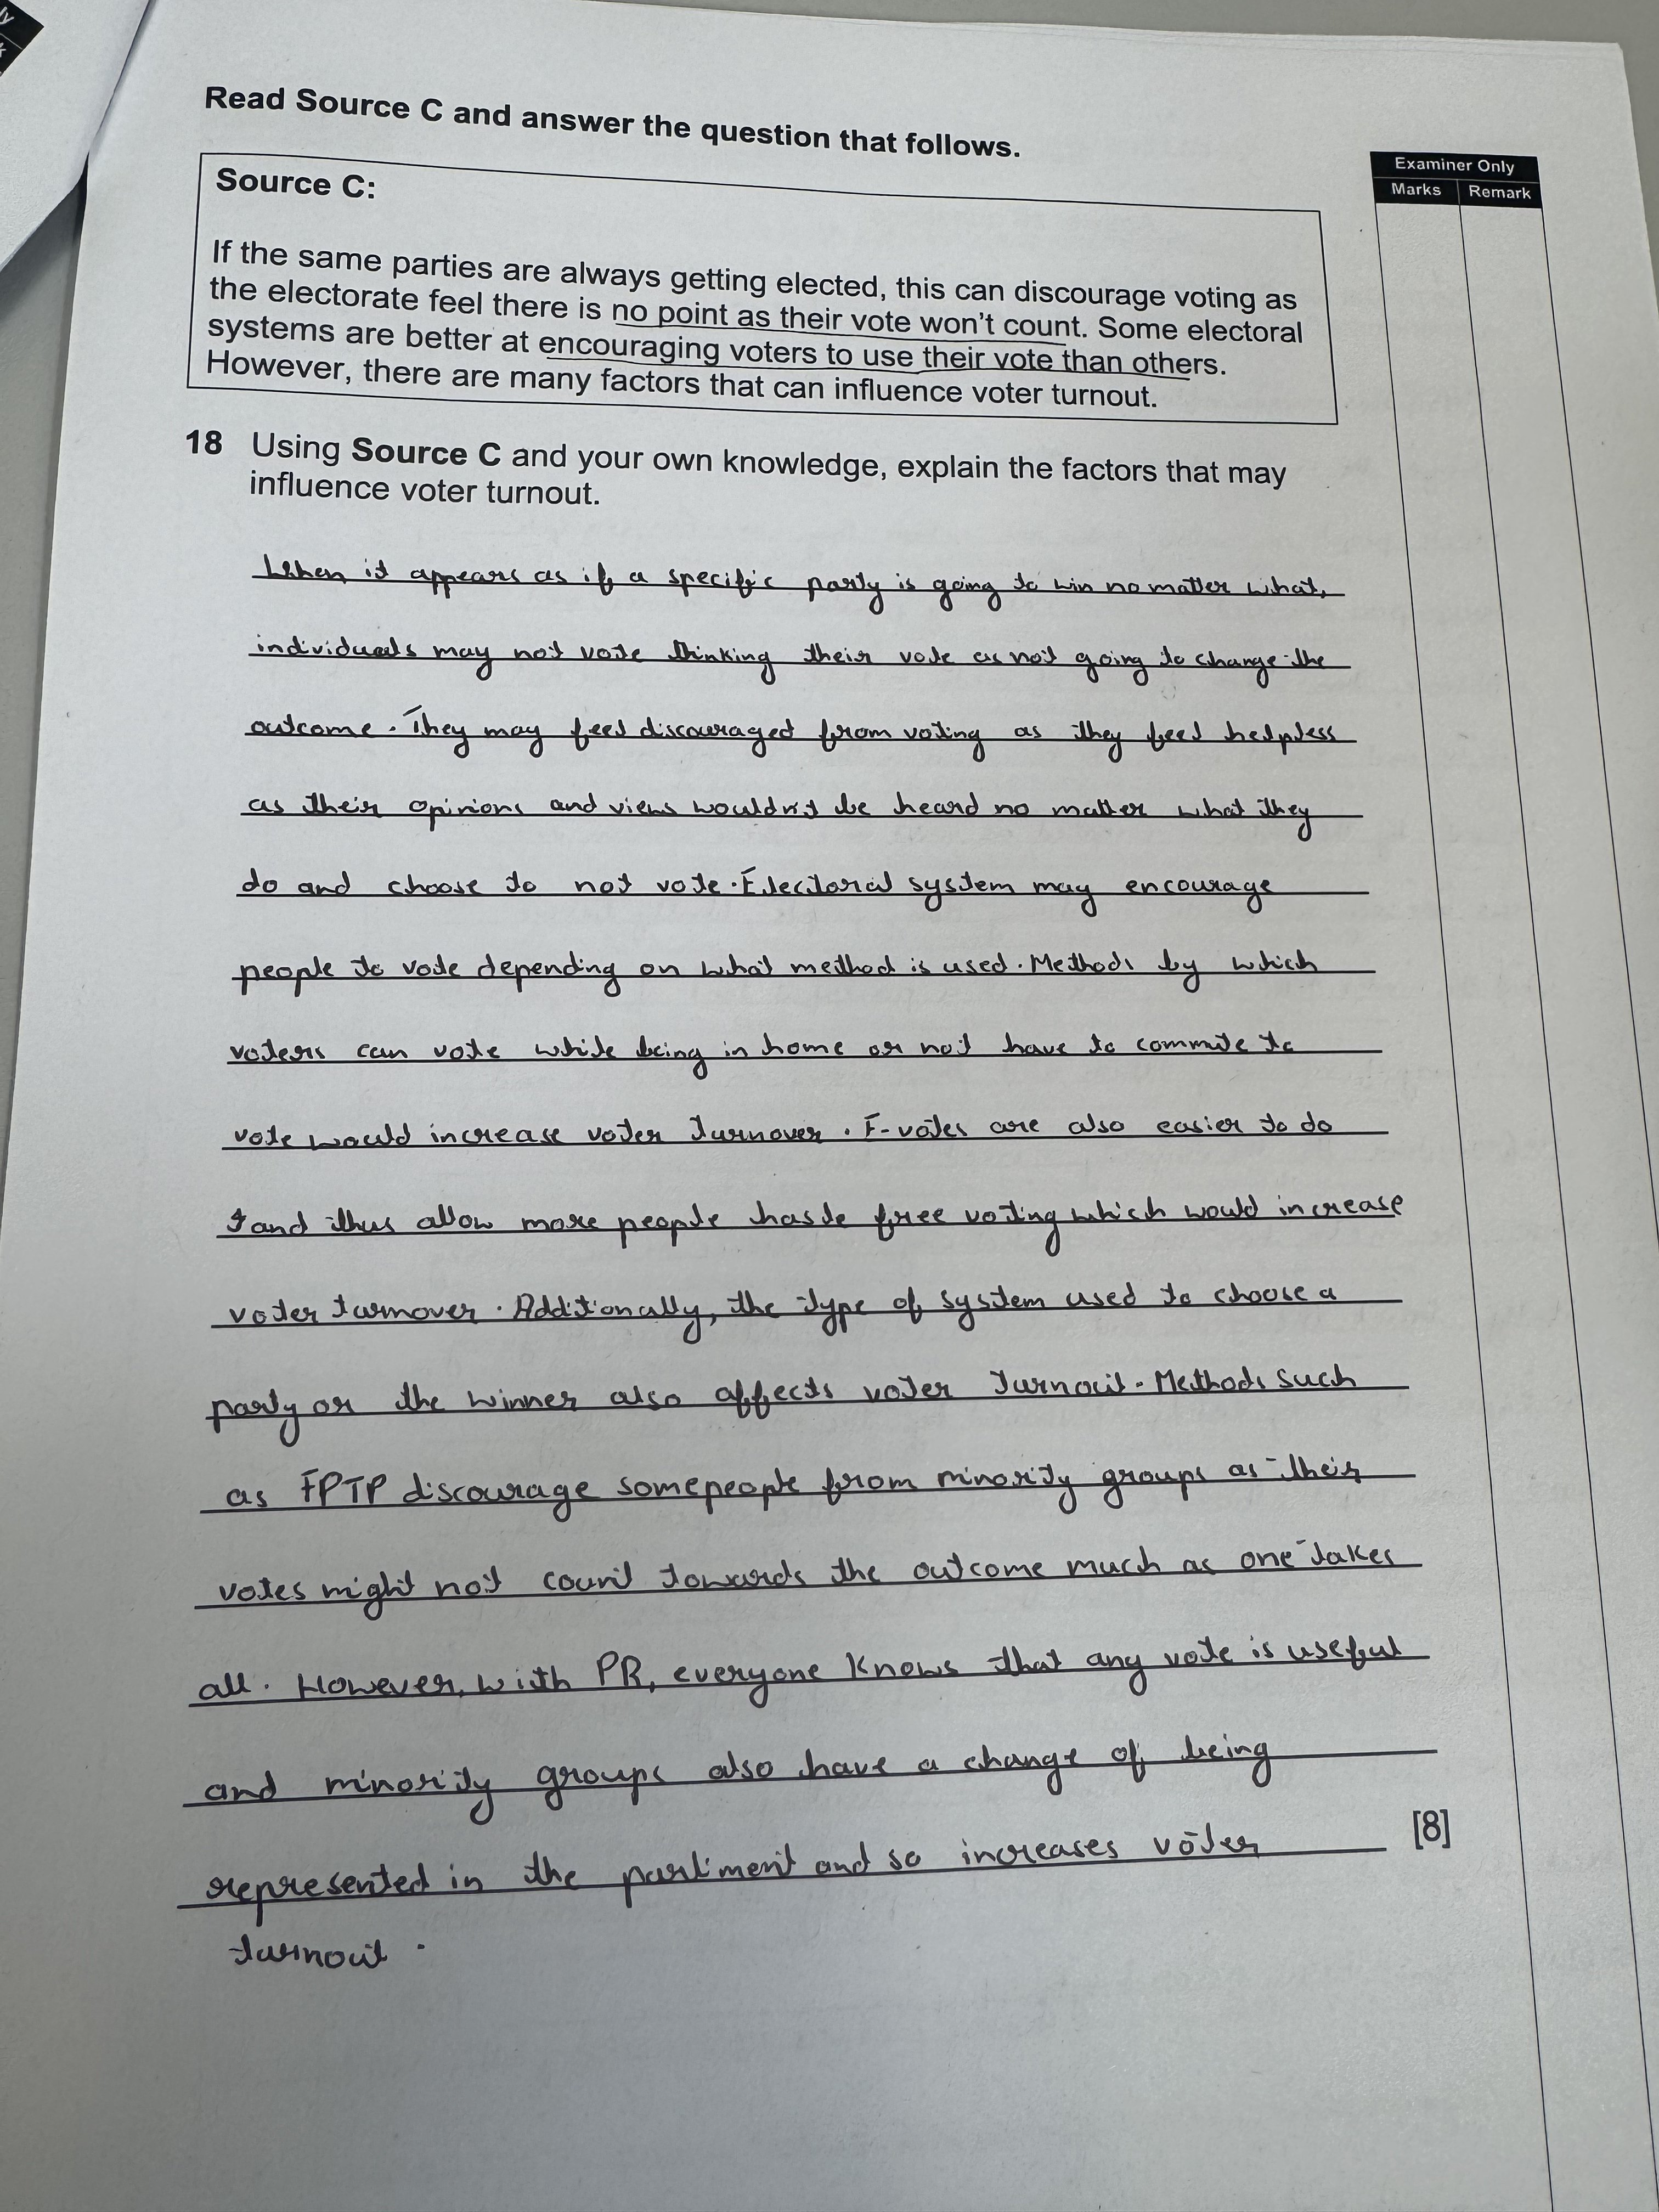 ly
k
Read Source C and answer the question that follows.
Examiner Only
Marks Remark
Source C:
If the same parties are always getting elected, this can discourage voting as
the electorate feel there is no point as their vote won't count. Some electoral
systems are better at encouraging voters to use their vote than others.
However, there are many factors that can influence voter turnout.
18 Using Source C and your own knowledge, explain the factors that may
influence voter turnout.
When it appears as if a specific party is going to win no matter what,
individuals may not vote thinking their vote is not going to change the
outcome. They may feel discouraged from voting as they feel helpless
as their opinions and views wouldn't be heard no matter what they
do and choose to not vote. Electoral system may encourage
people to vote depending on what method is used. Methods by which
voters can vote while being in home or not have to commute to
vote would increase voter turnover. E-votes are also easier to do
and thus allow more people hasle free voting which would increase
voter turnover. Additionally, the type of system used to choose a
party or the winner also affects voter turnout. Methods such
as FPTP discourage some people from minority groups as their
votes might not count towards the outcome much as one takes
all. However, with PR, everyone knows that any vote is useful
and minority groups also have a change of being
represented in the parliment and so increases voter
[8]
turnout.